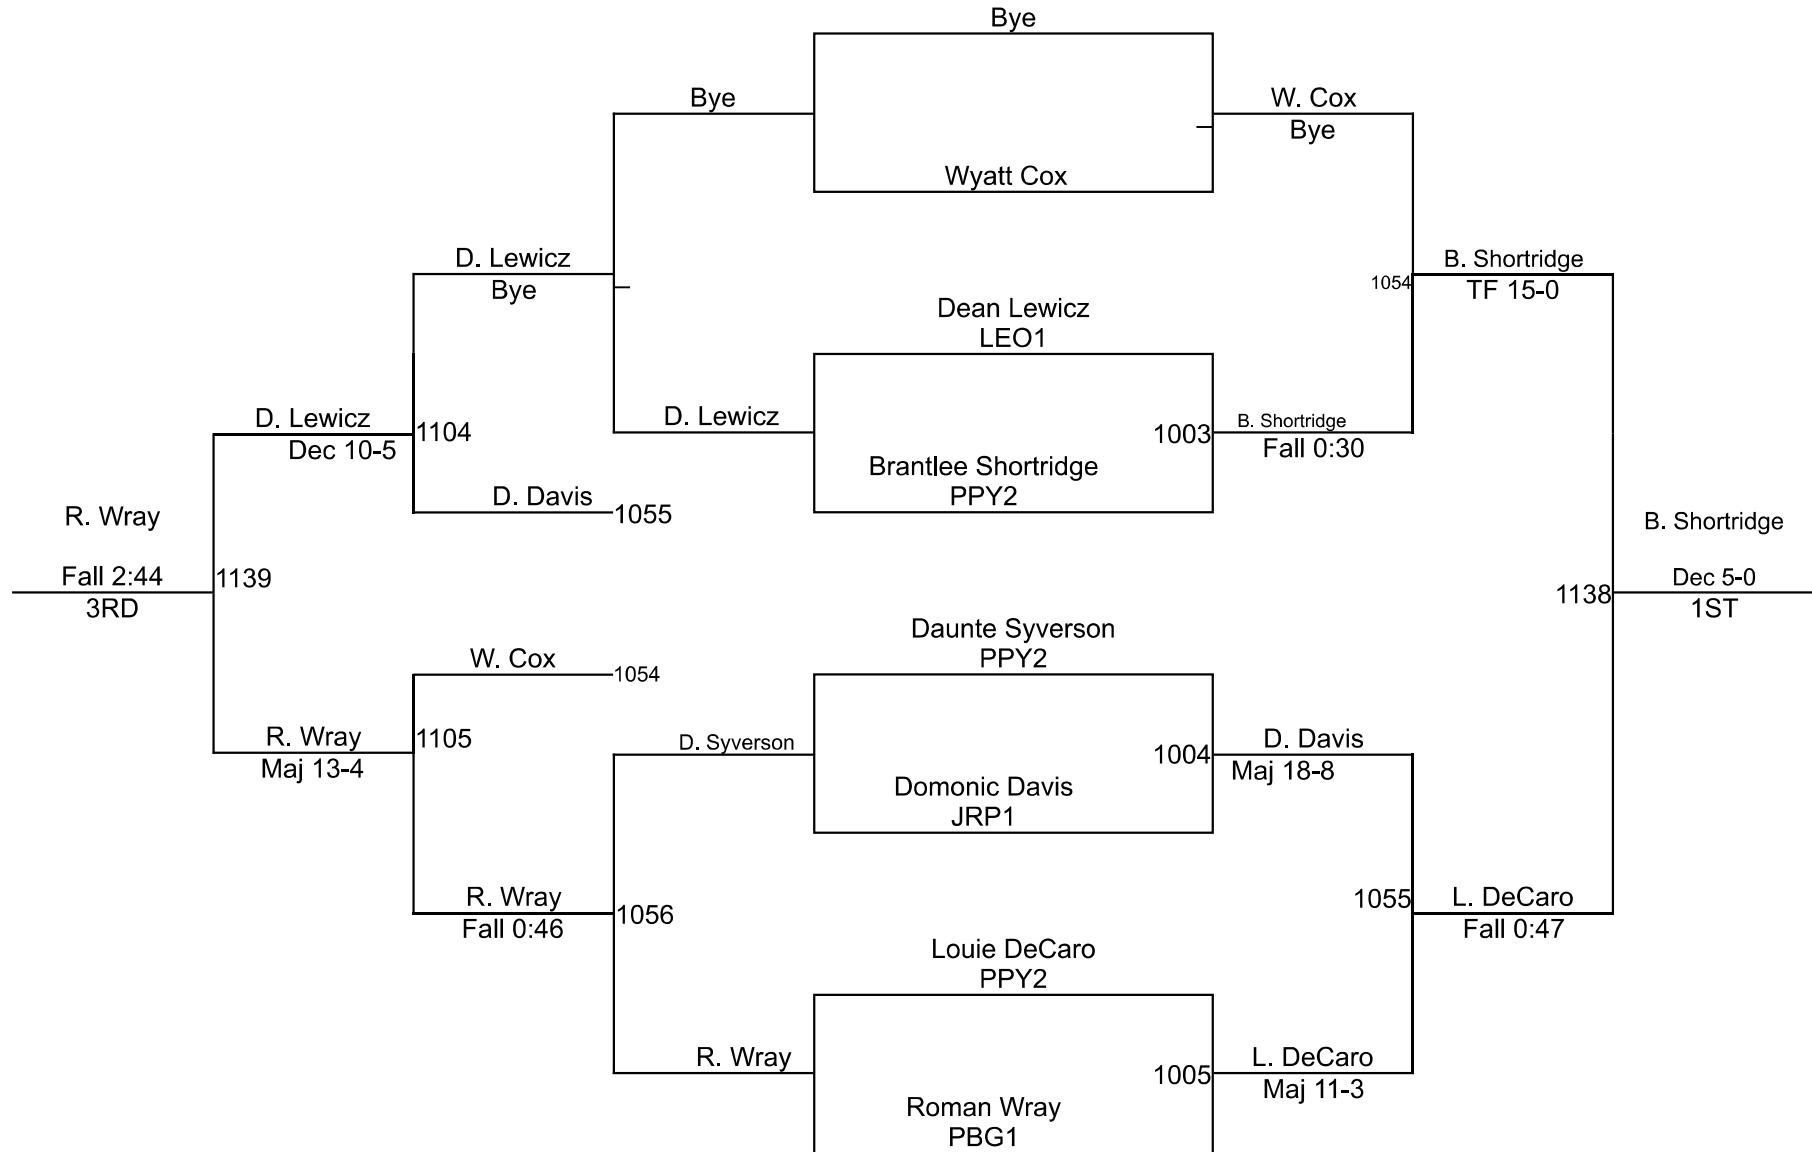 Bye
Bye
W. Cox
Bye
Wyatt Cox
D. Lewicz
Bye
B. Shortridge
TF 15-0
1054
Dean Lewicz
LEO1
D. Lewicz
Dec 10-5
1104
D. Lewicz
1003
B. Shortridge
Fall 0:30
Brantlee Shortridge
PPY2
D. Davis
1055
R. Wray
Fall 2:44
3RD
1139
B. Shortridge
Dec 5-0
1ST
1138
Daunte Syverson
PPY2
W. Cox
1054
R. Wray
Maj 13-4
1105
D. Syverson
1004
D. Davis
Maj 18-8
Domonic Davis
JRP1
R. Wray
Fall 0:46
1056
1055
L. DeCaro
Fall 0:47
Louie DeCaro
PPY2
R. Wray
1005
L. DeCaro
Maj 11-3
Roman Wray
PBG1